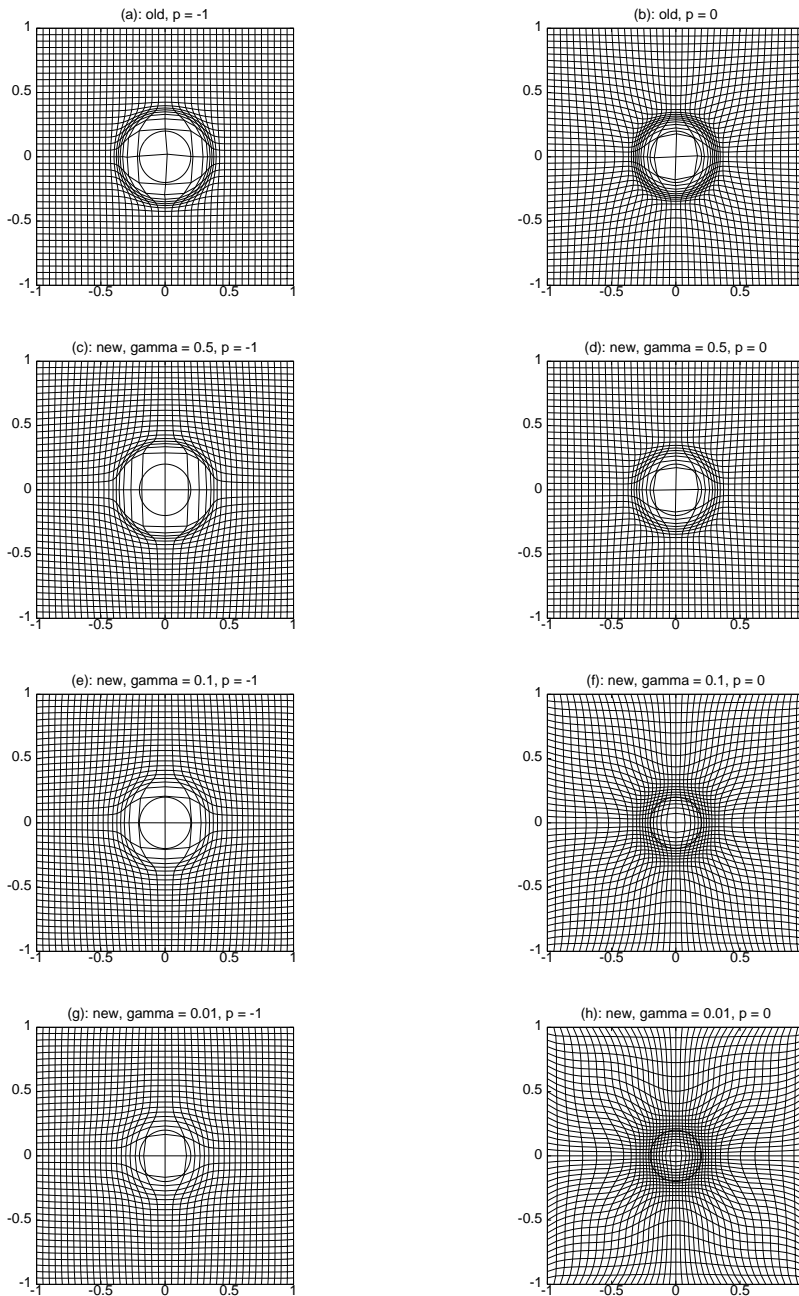 (a): old, p = -1
1
0.5
0
-0.5
-1
-1 -0.5 0 0.5 1
(b): old, p = 0
1
0.5
0
-0.5
-1
-1 -0.5 0 0.5
(c): new, gamma = 0.5, p = -1
1
0.5
0
-0.5
-1
-1 -0.5 0 0.5 1
(d): new, gamma = 0.5, p = 0
1
0.5
0
-0.5
-1
-1 -0.5 0 0.5
(e): new, gamma = 0.1, p = -1
1
0.5
0
-0.5
-1
-1 -0.5 0 0.5 1
(f): new, gamma = 0.1, p = 0
1
0.5
0
-0.5
-1
-1 -0.5 0 0.5
(g): new, gamma = 0.01, p = -1
1
0.5
0
-0.5
-1
-1 -0.5 0 0.5 1
(h): new, gamma = 0.01, p = 0
1
0.5
0
-0.5
-1
-1 -0.5 0 0.5